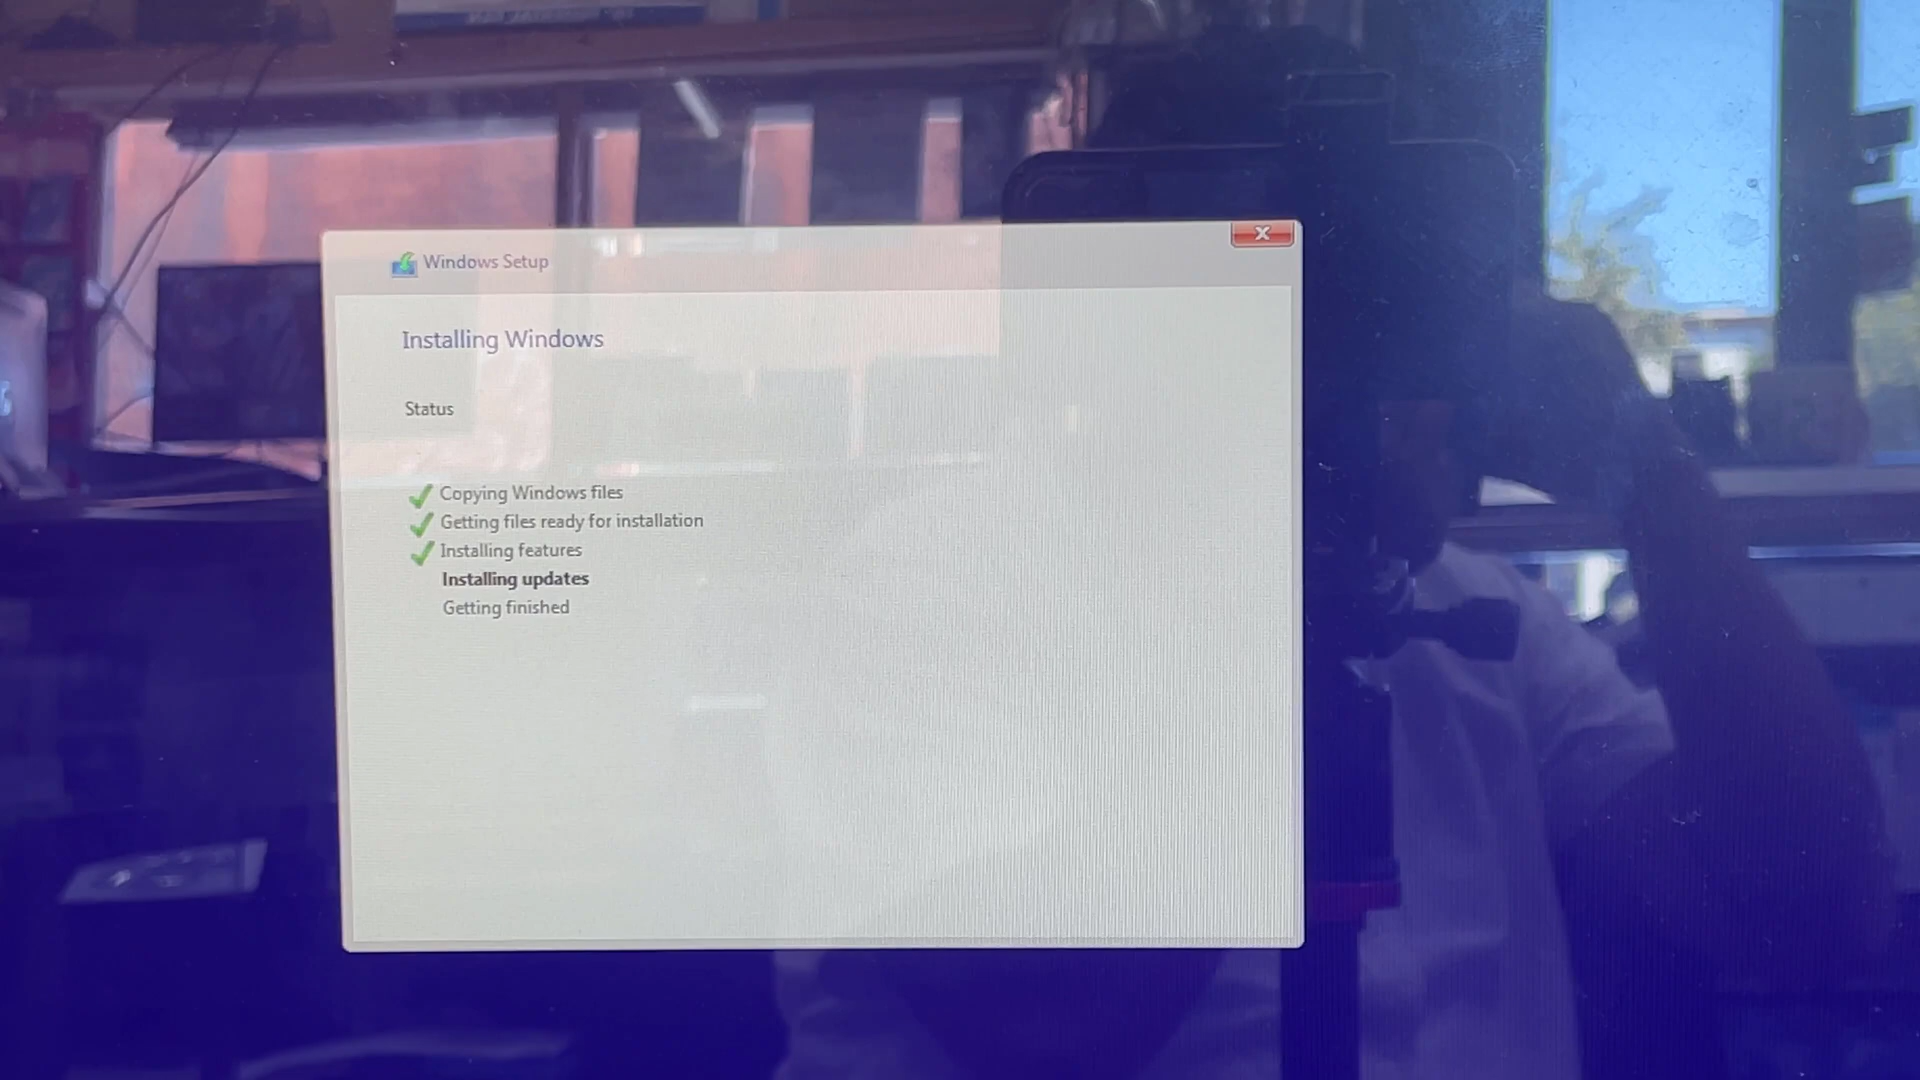 Windows Setup
Installing Windows
Status
Copying Windows files
Getting files ready for installation
Installing features
Installing updates
Getting finished